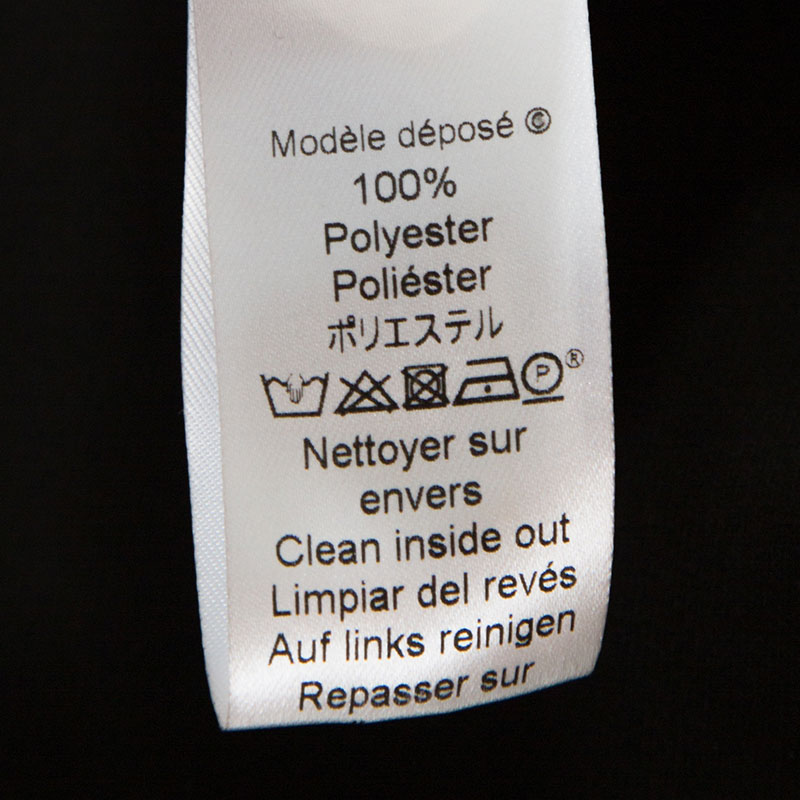 Modèle déposé ©
100%
Polyester
Poliéster
ポリエステル
P ®
Nettoyer sur
envers
Clean inside out
Limpiar del revés
Auf links reinigen
Repasser sur